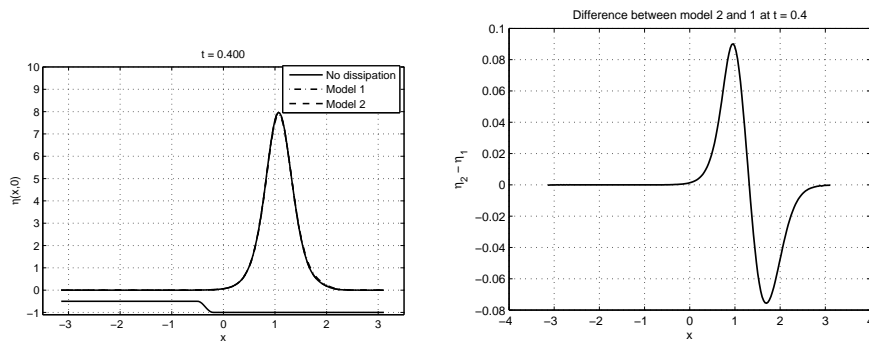 t = 0.400
No dissipation
Model 1
Model 2
η(x,0)
10
9
8
7
6
5
4
3
2
1
0
−1
−3 −2 −1 0 1 2 3
x
Difference between model 2 and 1 at t = 0.4
η₂ − η₁
0.1
0.08
0.06
0.04
0.02
0
−0.02
−0.04
−0.06
−0.08
−4 −3 −2 −1 0 1 2 3 4
x